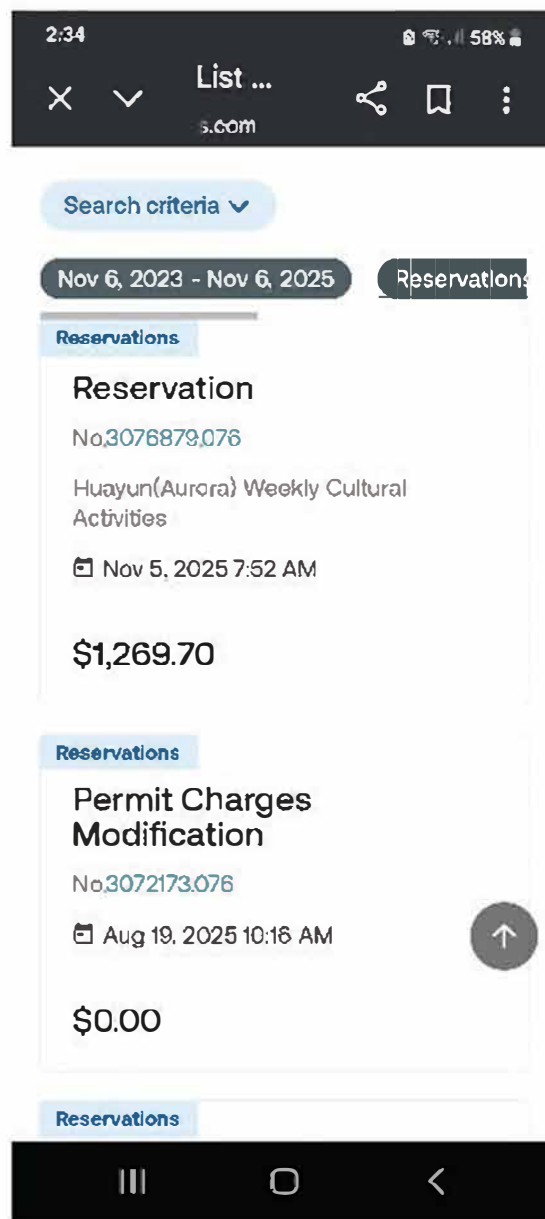 2:34
58%
List ...
s.com
Search criteria
Nov 6, 2023 - Nov 6, 2025
Reservations
Reservations
Reservation
No.3076879.076
Huayun(Aurora) Weekly Cultural
Activities
Nov 5, 2025 7:52 AM
$1,269.70
Reservations
Permit Charges
Modification
No.3072173.076
Aug 19, 2025 10:16 AM
$0.00
Reservations